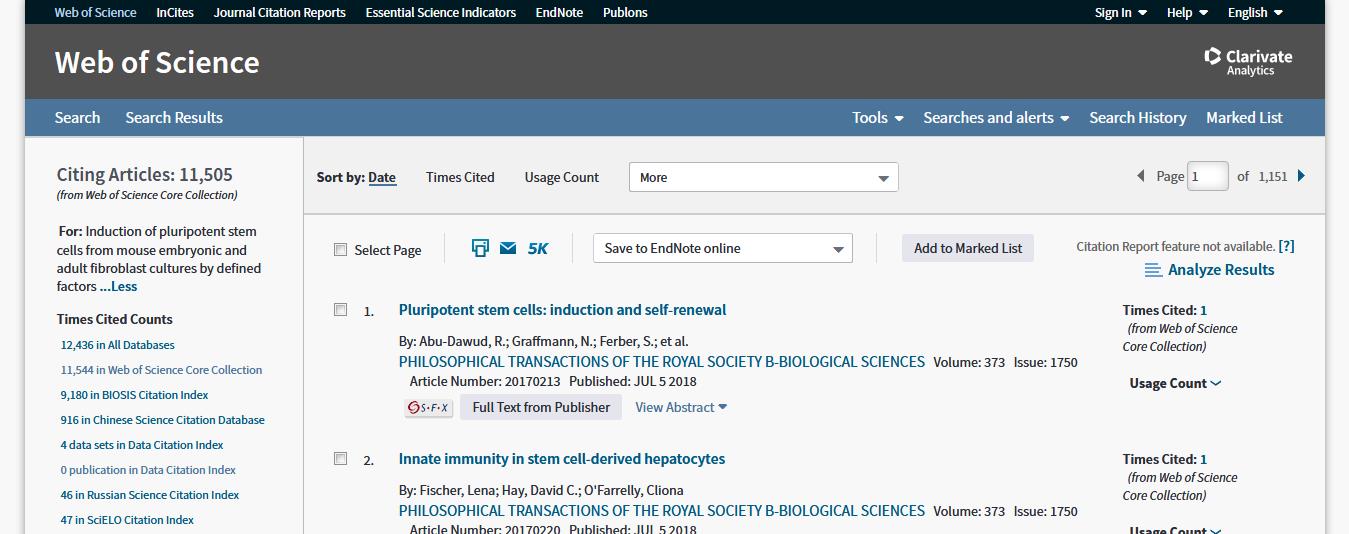 Web of Science InCites Journal Citation Reports Essential Science Indicators EndNote Publons Sign In Help English
Web of Science
Clarivate
Analytics
Search Search Results Tools Searches and alerts Search History Marked List
Citing Articles: 11,505
(from Web of Science Core Collection)
For: Induction of pluripotent stem
cells from mouse embryonic and
adult fibroblast cultures by defined
factors ...Less
Times Cited Counts
12,436 in All Databases
11,544 in Web of Science Core Collection
9,180 in BIOSIS Citation Index
916 in Chinese Science Citation Database
4 data sets in Data Citation Index
0 publication in Data Citation Index
46 in Russian Science Citation Index
47 in SciELO Citation Index
Sort by: Date Times Cited Usage Count More
Page 1 of 1,151
Select Page 5K Save to EndNote online Add to Marked List
Citation Report feature not available. [?]
Analyze Results
1. Pluripotent stem cells: induction and self-renewal
By: Abu-Dawud, R.; Graffmann, N.; Ferber, S.; et al.
PHILOSOPHICAL TRANSACTIONS OF THE ROYAL SOCIETY B-BIOLOGICAL SCIENCES Volume: 373 Issue: 1750
Article Number: 20170213 Published: JUL 5 2018
S·F·X Full Text from Publisher View Abstract
Times Cited: 1
(from Web of Science
Core Collection)
Usage Count
2. Innate immunity in stem cell-derived hepatocytes
By: Fischer, Lena; Hay, David C.; O'Farrelly, Cliona
PHILOSOPHICAL TRANSACTIONS OF THE ROYAL SOCIETY B-BIOLOGICAL SCIENCES Volume: 373 Issue: 1750
Article Number: 20170220 Published: JUL 5 2018
Times Cited: 1
(from Web of Science
Core Collection)
Usage Count